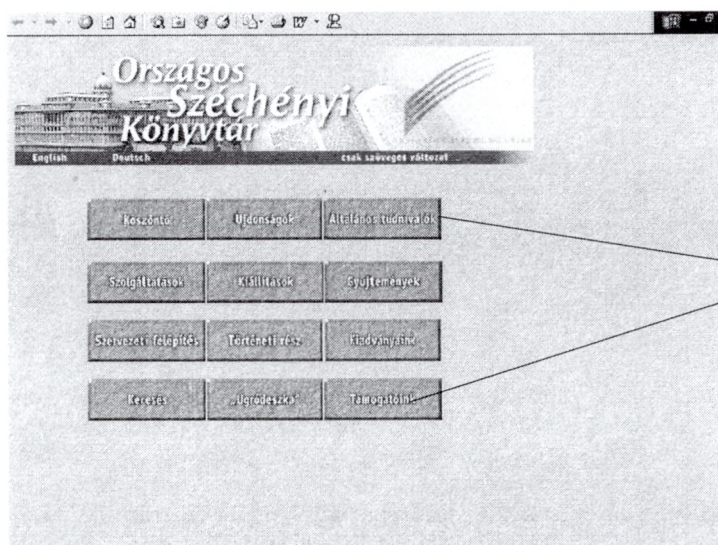 Országos
Széchényi
Könyvtár
English Deutsch csak szöveges változat
Köszöntő Újdonságok Általános tudnivalók
Szolgáltatások Kiállítások Gyűjtemények
Szervezeti felépítés Történeti rész Kiadványaink
Keresés „Ugródeszka” Támogatóink